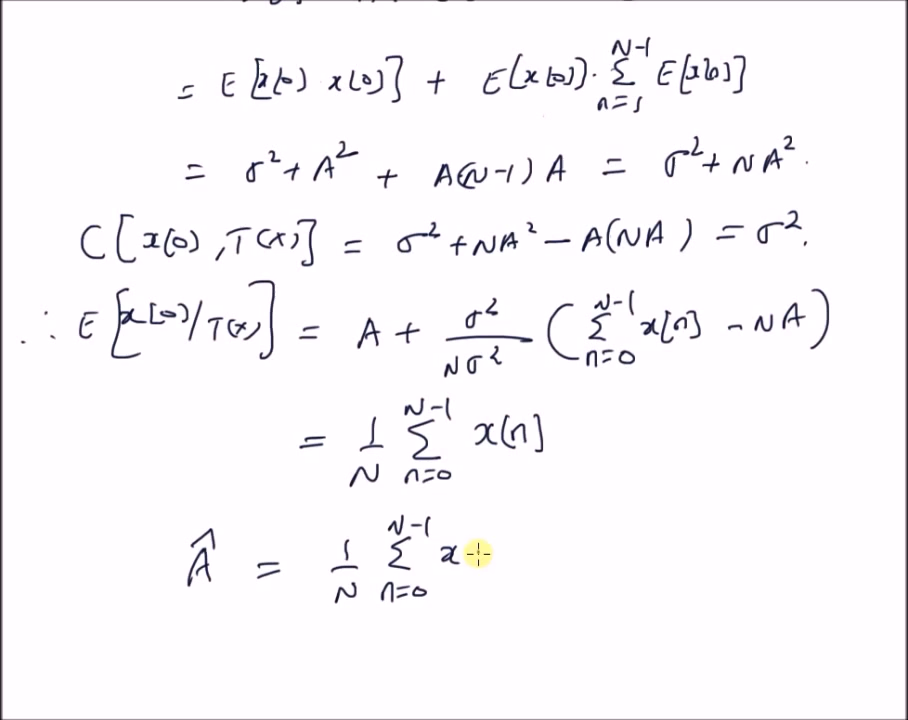 = E[x(0) x(0)] + E[x(0)]. Σ_{n=1}^{N-1} E[x(0)]
= σ² + A² + A(N-1)A = σ² + NA².
C[x(0), T(x)] = σ² + NA² - A(NA) = σ².
∴ E[x[0]/T(x)] = A + σ²/Nσ² (Σ_{n=0}^{N-1} x[n] - NA)
= 1/N Σ_{n=0}^{N-1} x[n]
Â = 1/N Σ_{n=0}^{N-1} x